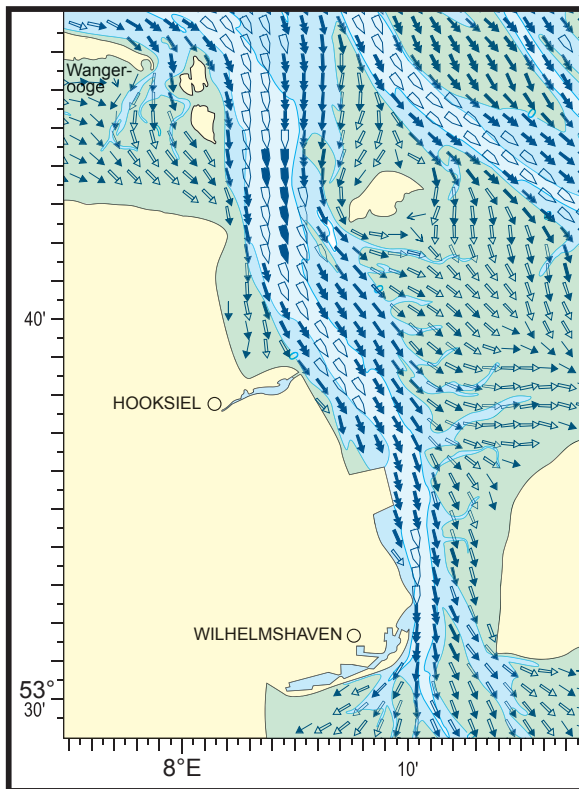 Wanger-
ooge
40'
HOOKSIEL
WILHELMSHAVEN
53°
30'
8°E
10'